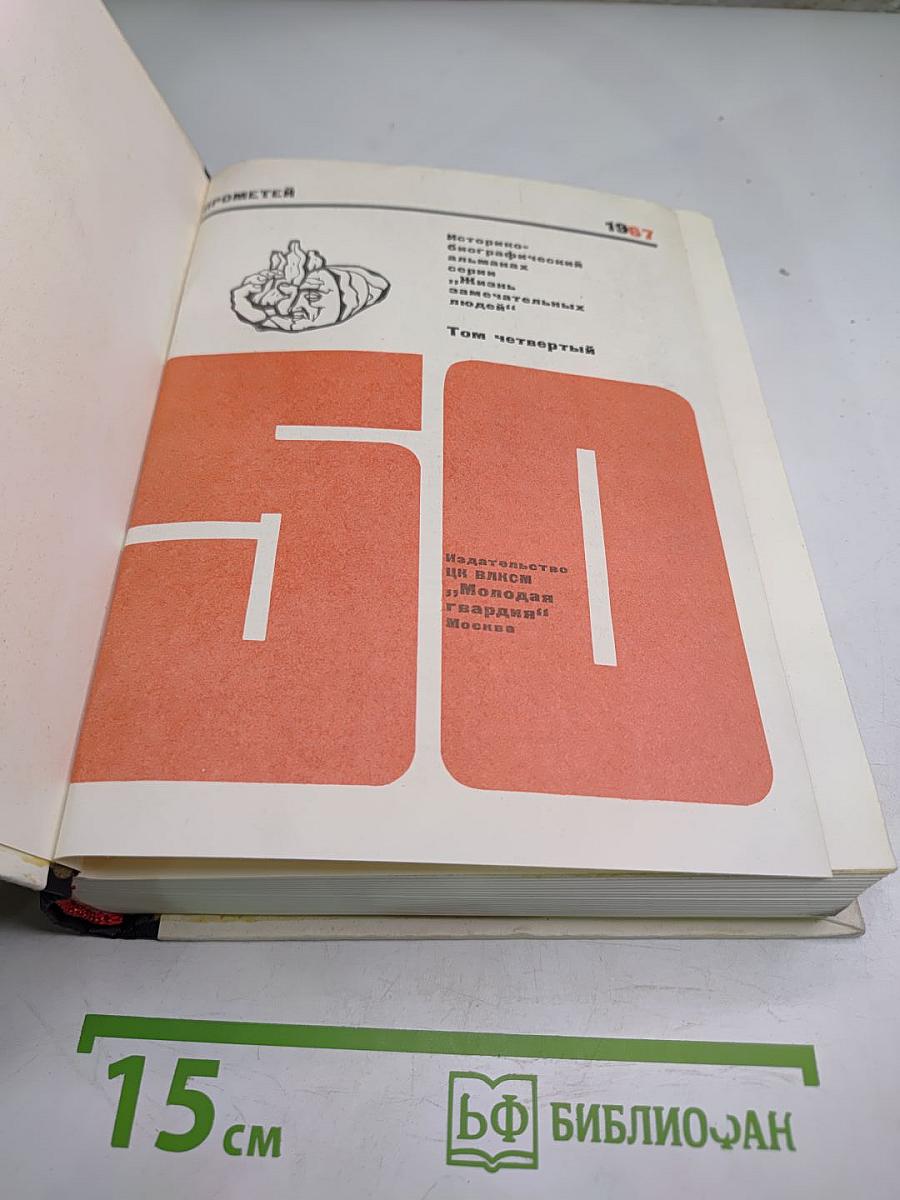 ПРОМЕТЕЙ
1967
Историко-
биографический
альманах
серии
„Жизнь
замечательных
людей“
Том четвертый
50
Издательство
ЦК ВЛКСМ
„Молодая
гвардия“
Москва
15 см
БФ БИБЛИОФАН